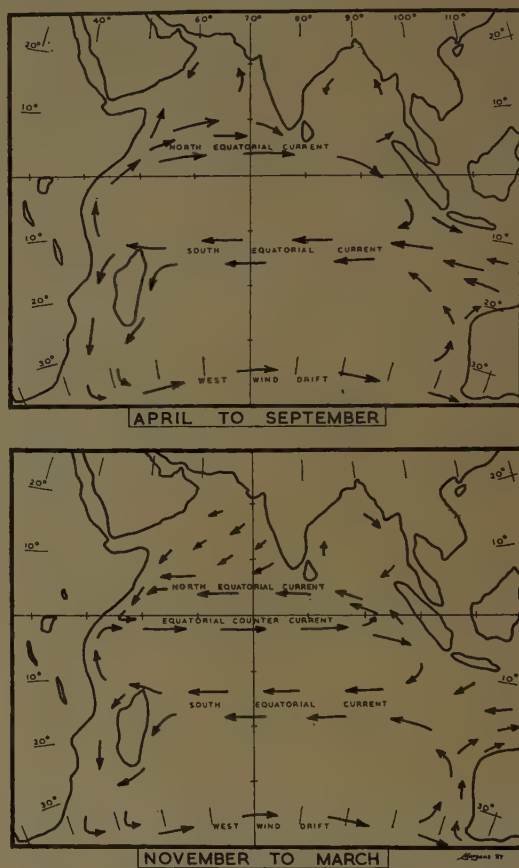 40° 60° 70° 80° 90° 100° 110°
20° 20°
10° 10°
NORTH EQUATORIAL CURRENT
10° 10°
SOUTH EQUATORIAL CURRENT
20° 20°
30° 30°
WEST WIND DRIFT
APRIL TO SEPTEMBER
20° 20°
10° 10°
NORTH EQUATORIAL CURRENT
EQUATORIAL COUNTER CURRENT
10° 10°
SOUTH EQUATORIAL CURRENT
20° 20°
30° 30°
WEST WIND DRIFT
NOVEMBER TO MARCH